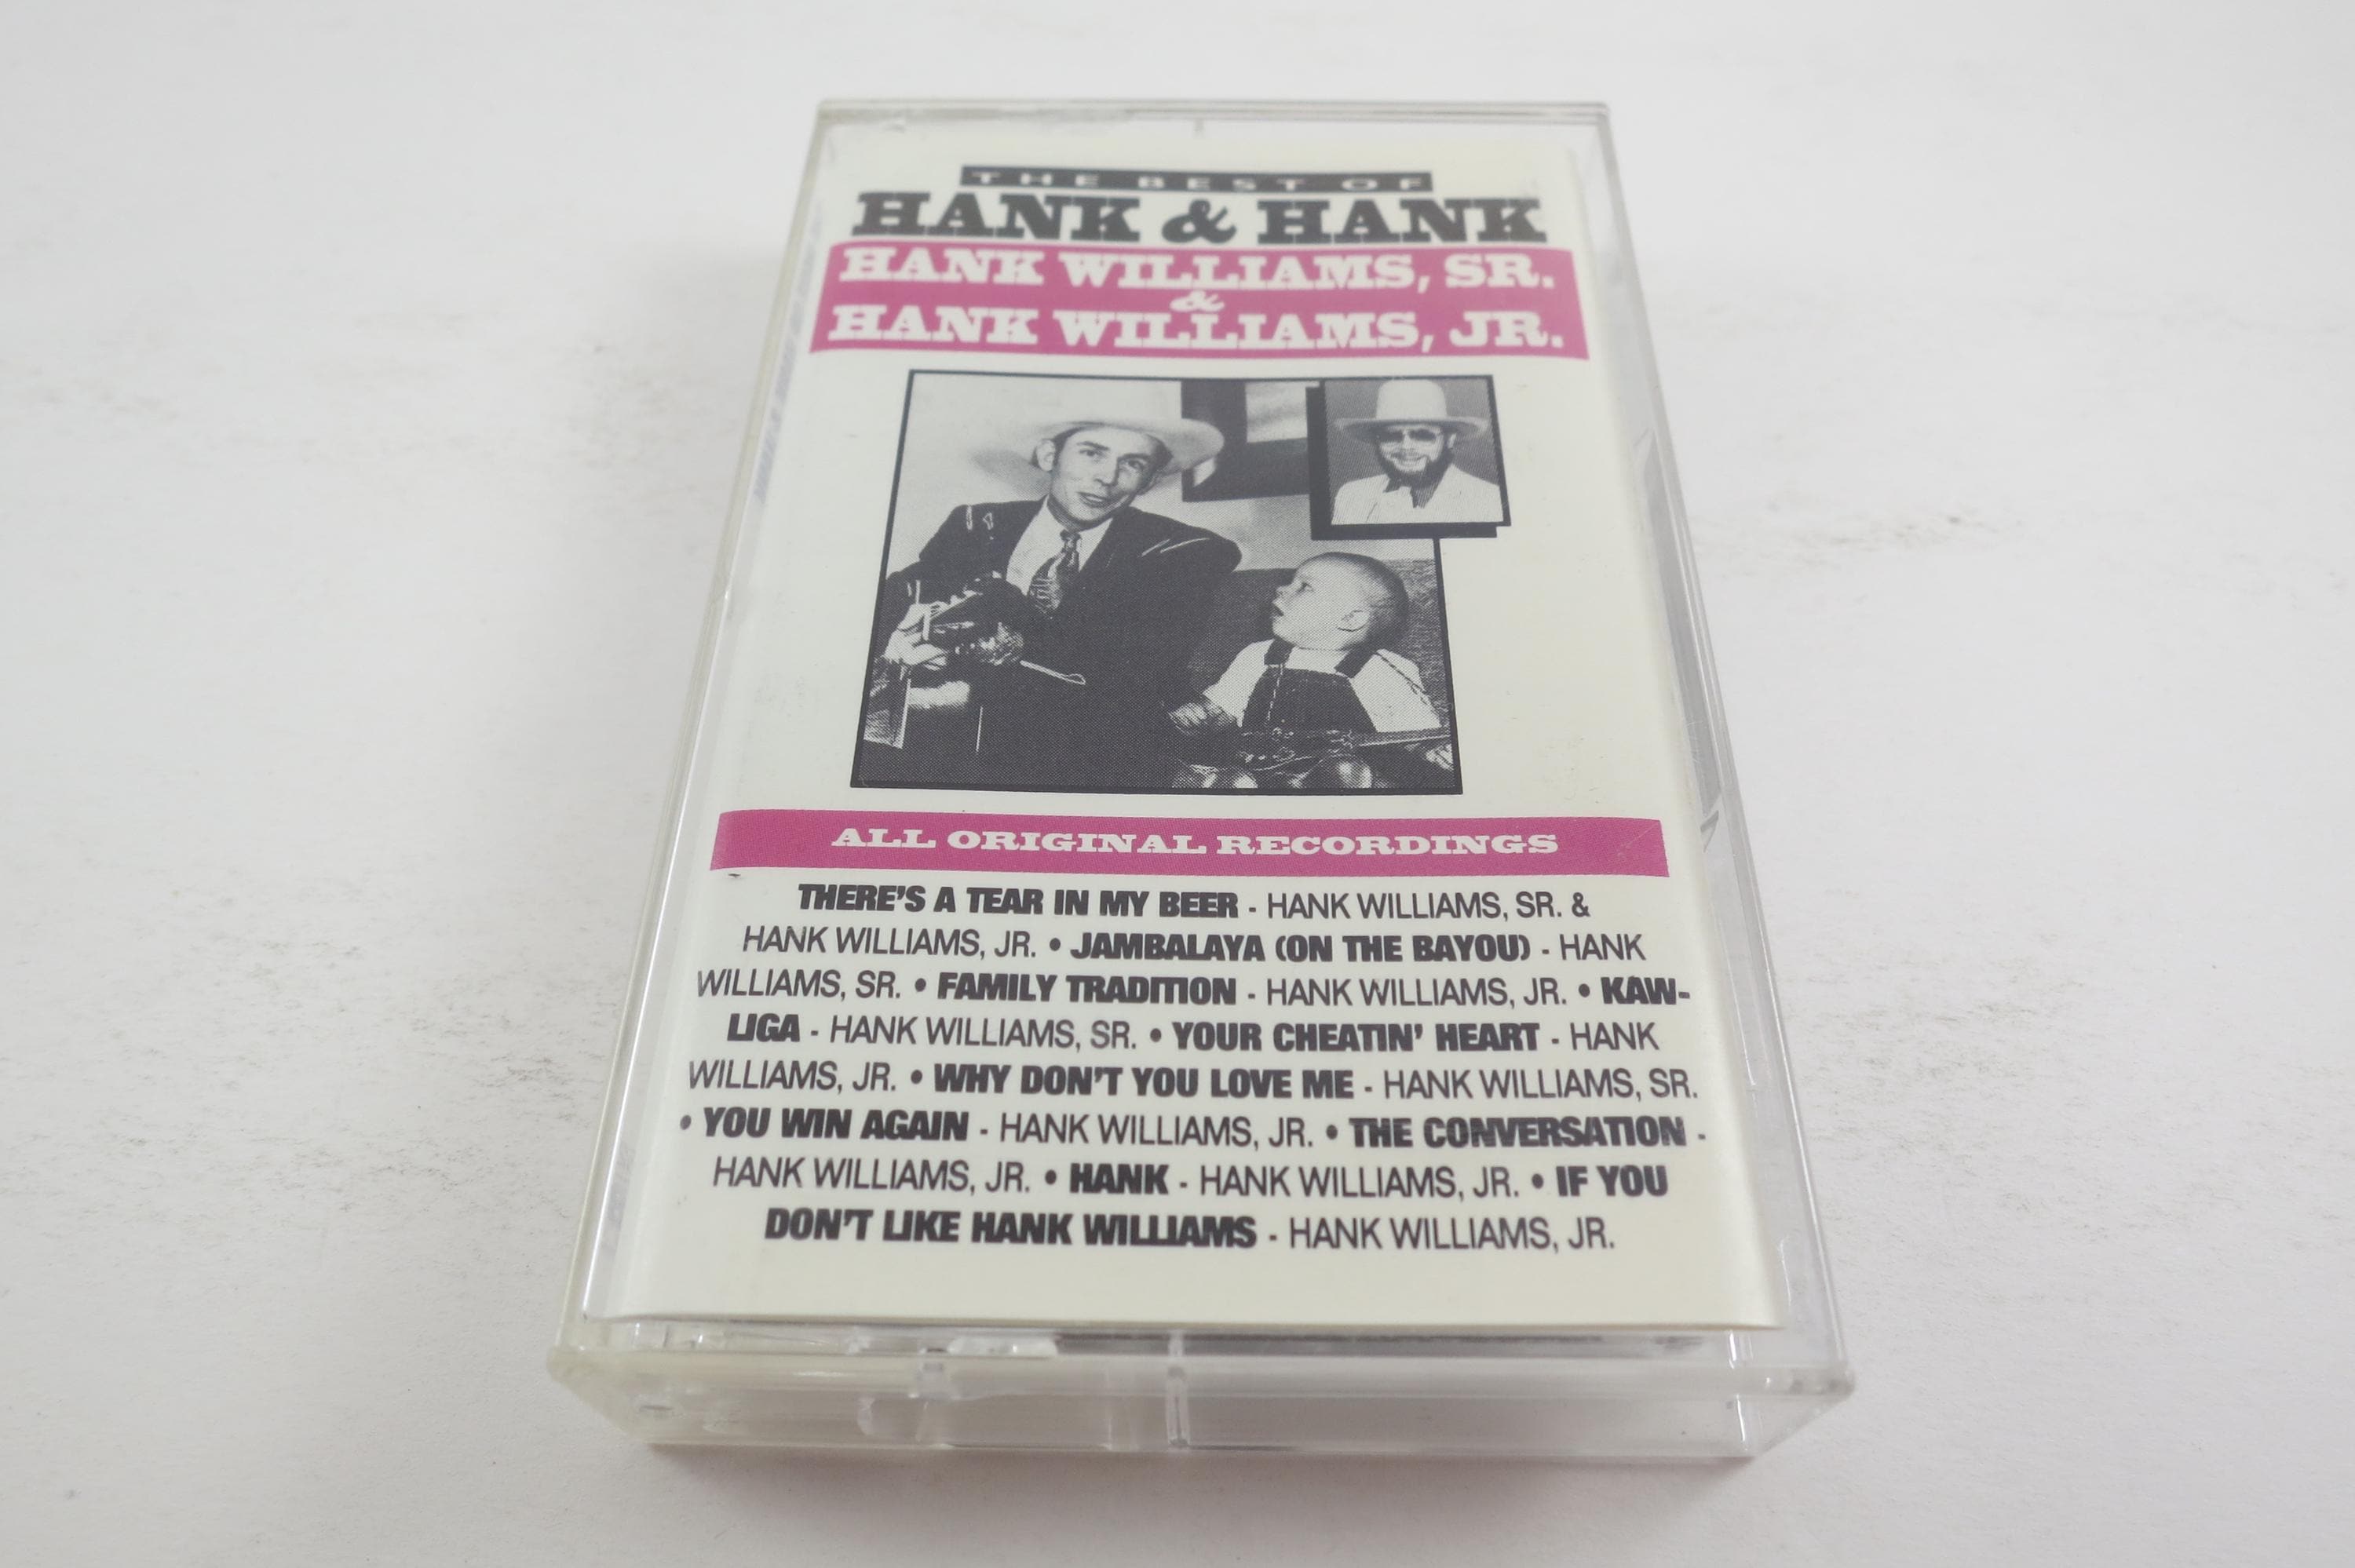 THE BEST OF
HANK & HANK
HANK WILLIAMS, SR.
&
HANK WILLIAMS, JR.
ALL ORIGINAL RECORDINGS
THERE'S A TEAR IN MY BEER - HANK WILLIAMS, SR. &
HANK WILLIAMS, JR. • JAMBALAYA (ON THE BAYOU) - HANK
WILLIAMS, SR. • FAMILY TRADITION - HANK WILLIAMS, JR. • KAW-
LIGA - HANK WILLIAMS, SR. • YOUR CHEATIN' HEART - HANK
WILLIAMS, JR. • WHY DON'T YOU LOVE ME - HANK WILLIAMS, SR.
• YOU WIN AGAIN - HANK WILLIAMS, JR. • THE CONVERSATION -
HANK WILLIAMS, JR. • HANK - HANK WILLIAMS, JR. • IF YOU
DON'T LIKE HANK WILLIAMS - HANK WILLIAMS, JR.